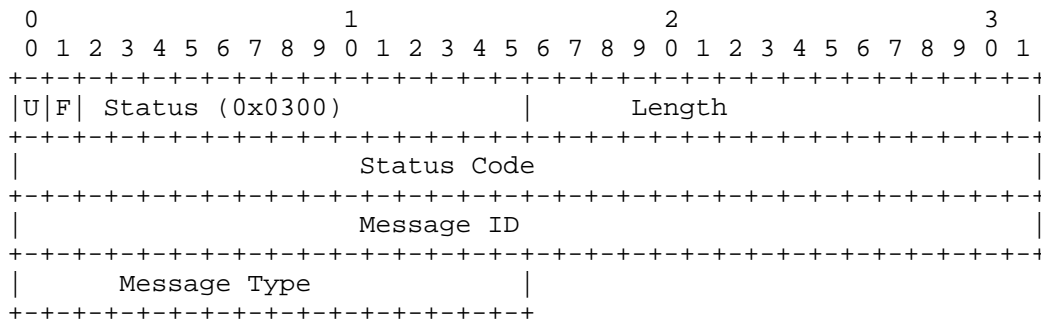 0                   1                   2                   3
 0 1 2 3 4 5 6 7 8 9 0 1 2 3 4 5 6 7 8 9 0 1 2 3 4 5 6 7 8 9 0 1
+-+-+-+-+-+-+-+-+-+-+-+-+-+-+-+-+-+-+-+-+-+-+-+-+-+-+-+-+-+-+-+-+
|U|F| Status (0x0300)           |      Length                   |
+-+-+-+-+-+-+-+-+-+-+-+-+-+-+-+-+-+-+-+-+-+-+-+-+-+-+-+-+-+-+-+-+
|                     Status Code                               |
+-+-+-+-+-+-+-+-+-+-+-+-+-+-+-+-+-+-+-+-+-+-+-+-+-+-+-+-+-+-+-+-+
|                     Message ID                                |
+-+-+-+-+-+-+-+-+-+-+-+-+-+-+-+-+-+-+-+-+-+-+-+-+-+-+-+-+-+-+-+-+
|      Message Type             |
+-+-+-+-+-+-+-+-+-+-+-+-+-+-+-+-+